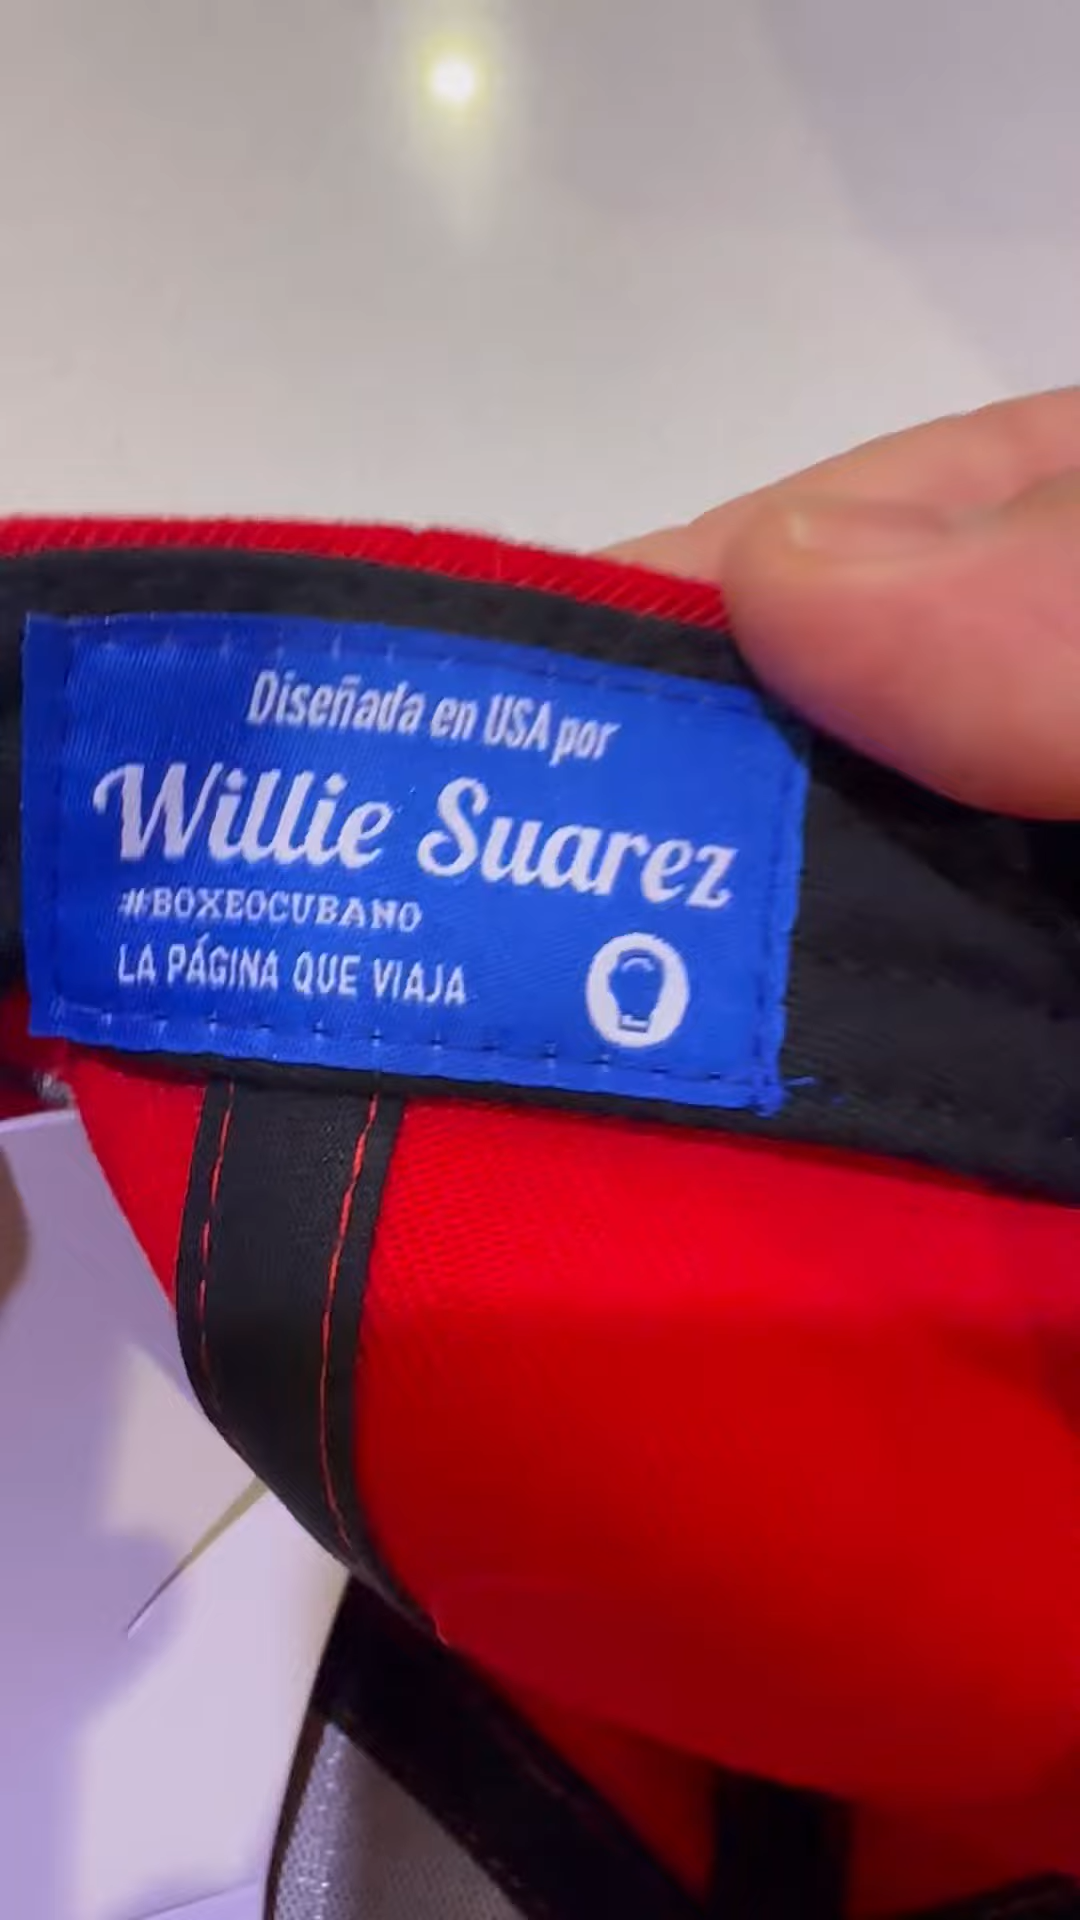 Diseñada en USA por
Willie Suarez
#BOXEOCUBANO
LA PÁGINA QUE VIAJA